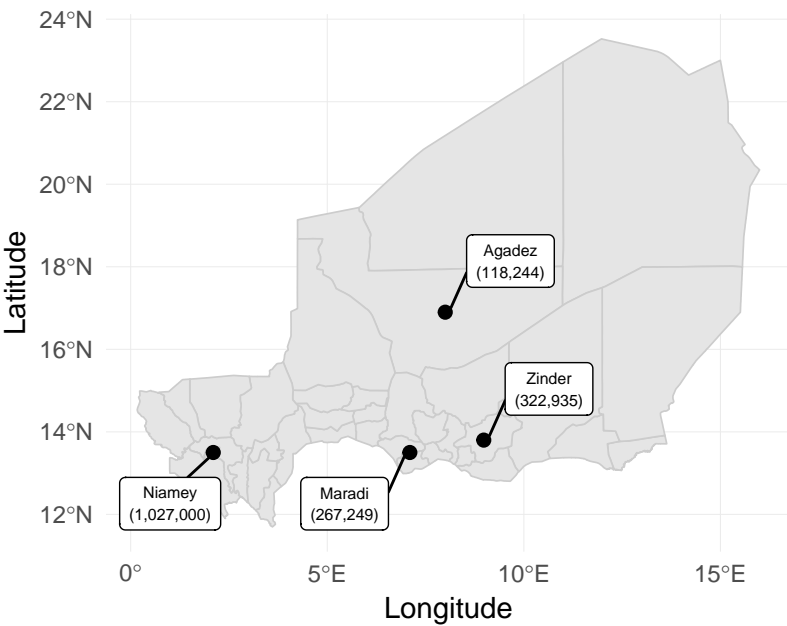 24°N
22°N
20°N
18°N
16°N
14°N
12°N
Latitude
Agadez
(118,244)
Zinder
(322,935)
Niamey
(1,027,000)
Maradi
(267,249)
0°
5°E
10°E
15°E
Longitude